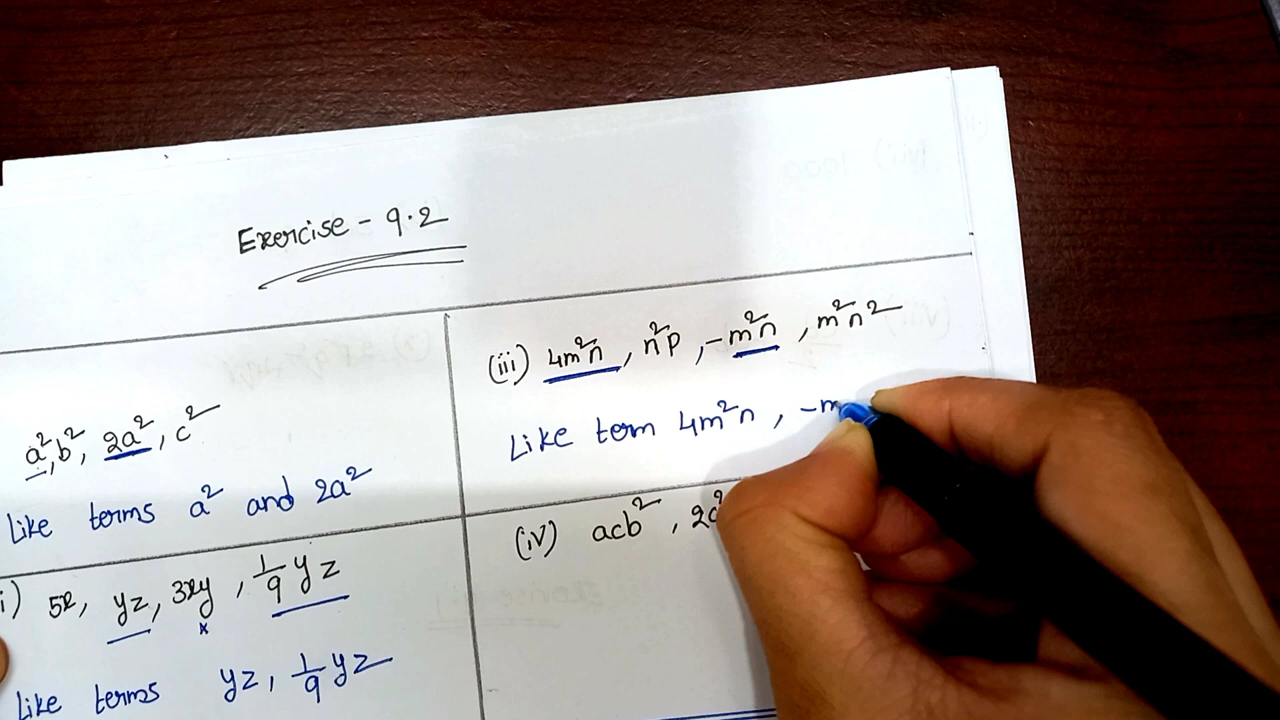 Exercise - 9.2
a², b², 2a², c²
Like terms a² and 2a²
i) 5x, yz, 3xy, 1/9 yz
Like terms yz, 1/9 yz
(iii) 4m²n, n²p, -m²n, m²n²
Like term 4m²n, -m
(iv) acb², 2